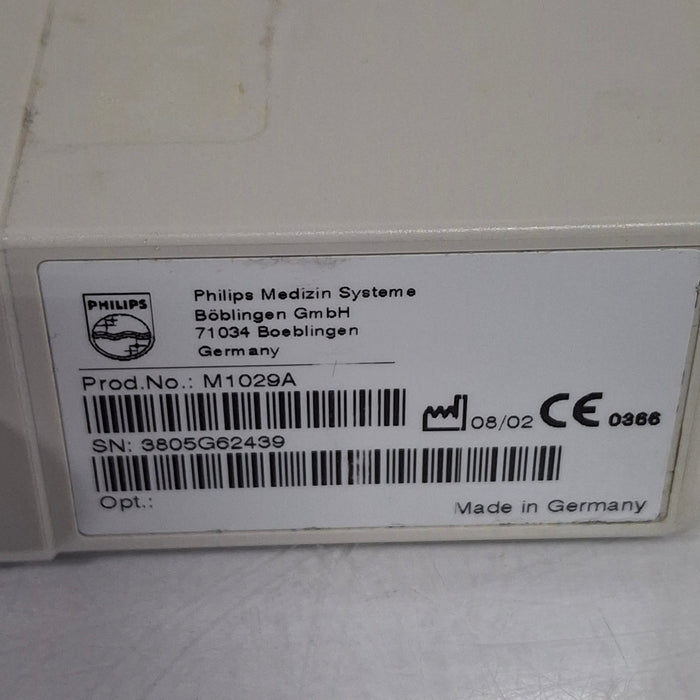 PHILIPS
Philips Medizin Systeme
Böblingen GmbH
71034 Boeblingen
Germany
Prod.No.: M1029A
08/02 CE 0366
SN: 3805G62439
Opt.:
Made in Germany